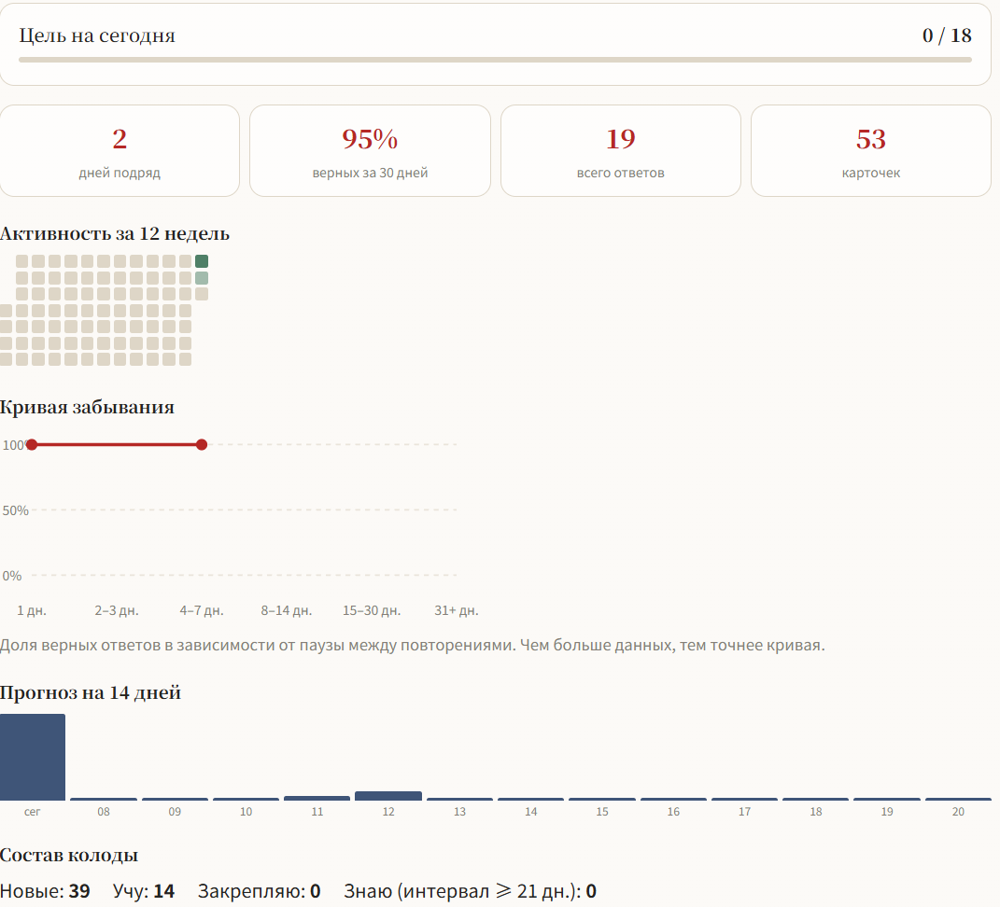 Цель на сегодня 0 / 18
2 95% 19 53
дней подряд верных за 30 дней всего ответов карточек
Активность за 12 недель
Кривая забывания
100%
50%
0%
1 дн. 2–3 дн. 4–7 дн. 8–14 дн. 15–30 дн. 31+ дн.
Доля верных ответов в зависимости от паузы между повторениями. Чем больше данных, тем точнее кривая.
Прогноз на 14 дней
сег 08 09 10 11 12 13 14 15 16 17 18 19 20
Состав колоды
Новые: 39 Учу: 14 Закрепляю: 0 Знаю (интервал ⩾ 21 дн.): 0